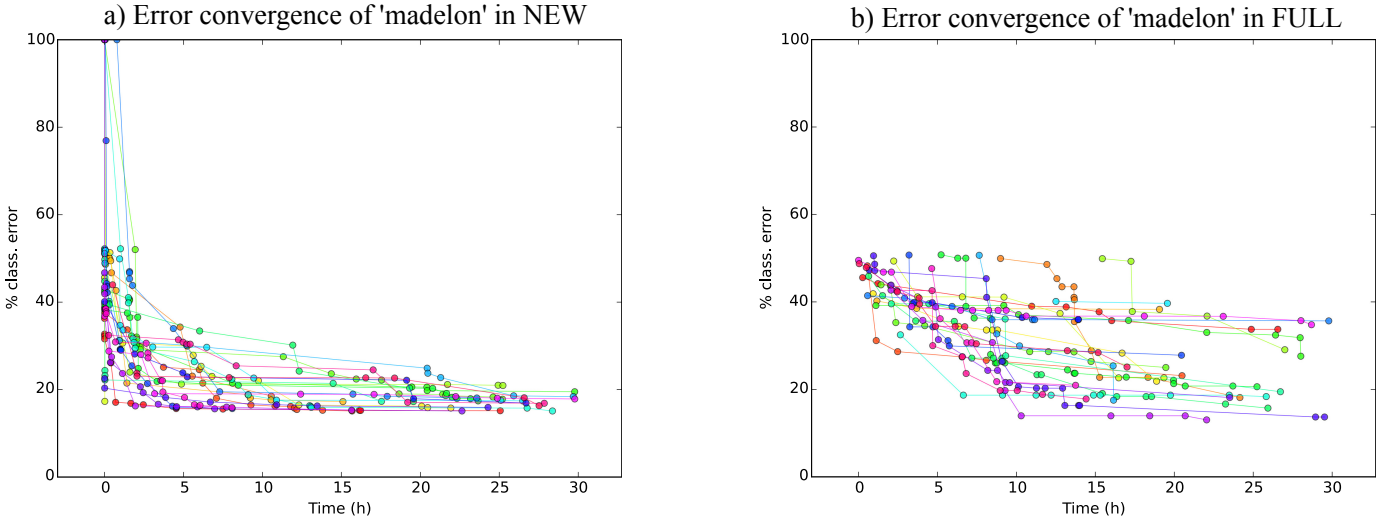 a) Error convergence of 'madelon' in NEW
100
80
60
40
20
0
% class. error
0 5 10 15 20 25 30
Time (h)
b) Error convergence of 'madelon' in FULL
100
80
60
40
20
0
% class. error
0 5 10 15 20 25 30
Time (h)